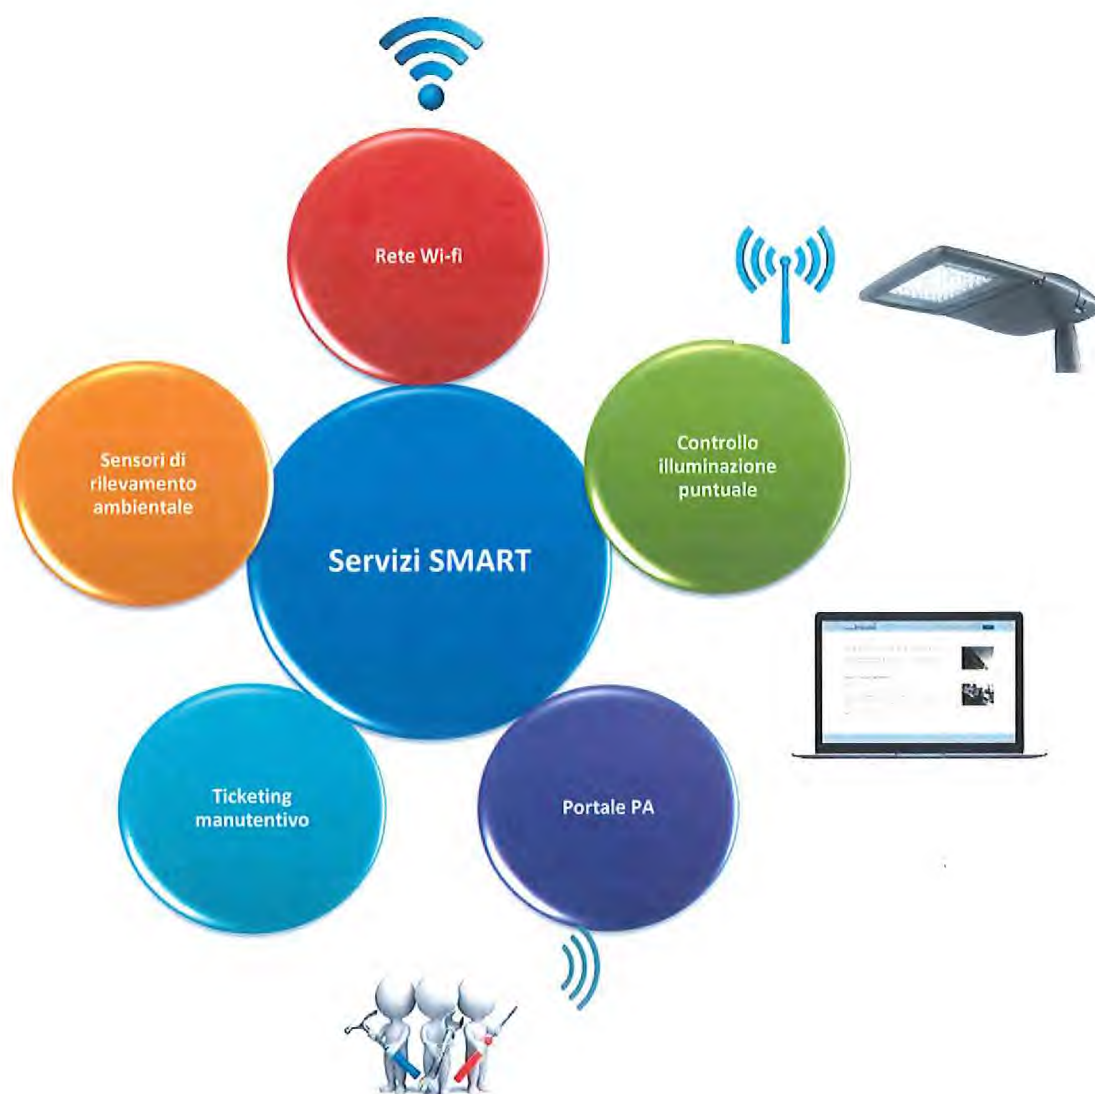 Rete Wi-fi
Controllo
illuminazione
puntuale
Sensori di
rilevamento
ambientale
Servizi SMART
Ticketing
manutentivo
Portale PA